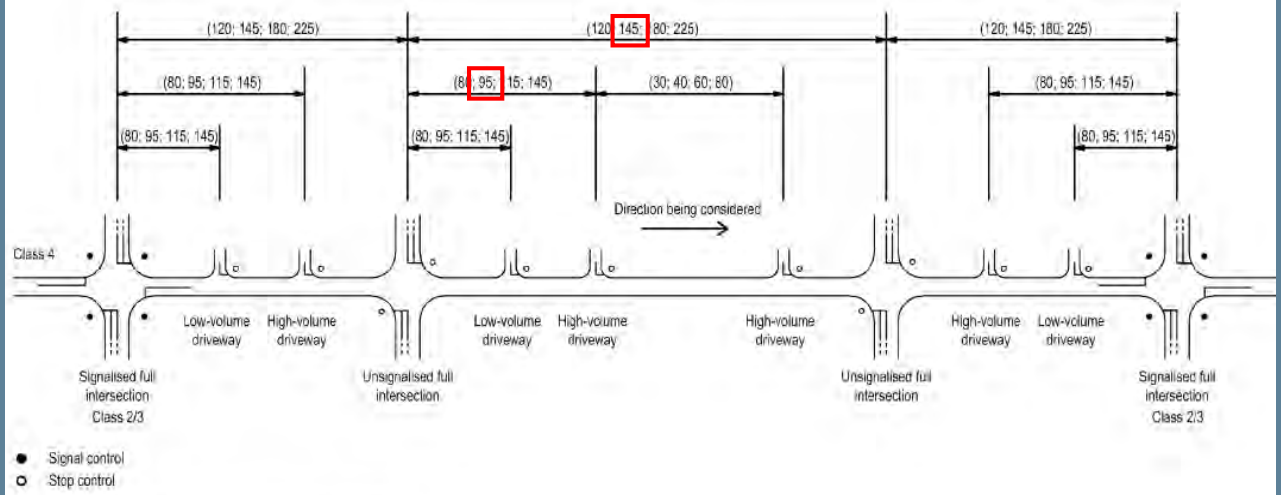 (120; 145; 180; 225)
(120; 145; 180; 225)
(120; 145; 180; 225)
(80; 95; 115; 145)
(80; 95; 115; 145)
(30; 40; 60; 80)
(80; 95; 115; 145)
(80; 95; 115; 145)
(80; 95; 115; 145)
(80; 95; 115; 145)
Direction being considered
Class 4
Low-volume
driveway
High-volume
driveway
Low-volume
driveway
High-volume
driveway
High-volume
driveway
High-volume
driveway
Low-volume
driveway
Signalised full
intersection
Class 2/3
Unsignalised full
intersection
Unsignalised full
intersection
Signalised full
intersection
Class 2/3
Signal control
Stop control